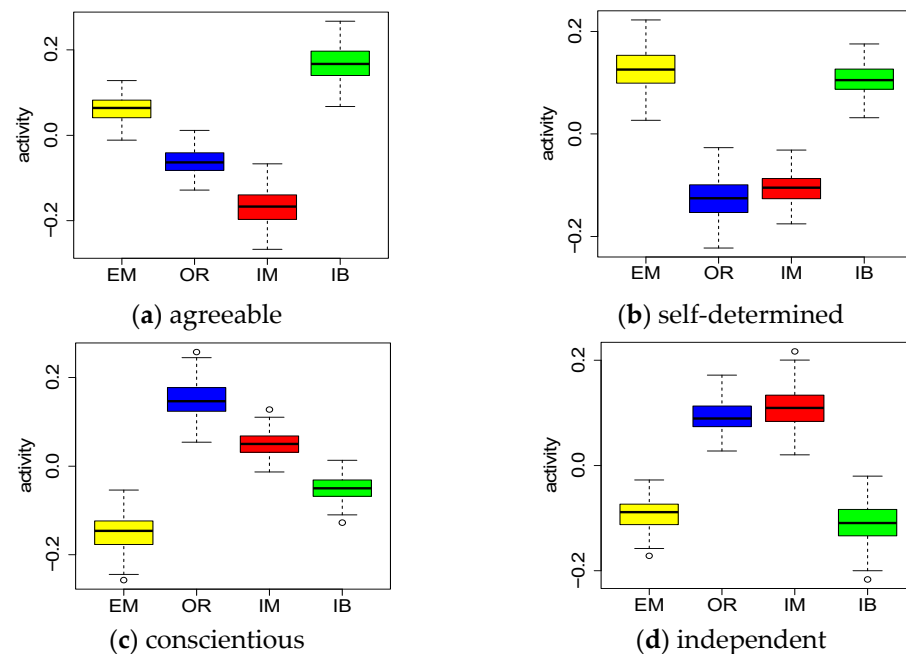 activity
0.2
0.0
-0.2
EM OR IM IB
(a) agreeable
activity
0.2
0.0
-0.2
EM OR IM IB
(b) self-determined
activity
0.2
0.0
-0.2
EM OR IM IB
(c) conscientious
activity
0.2
0.0
-0.2
EM OR IM IB
(d) independent